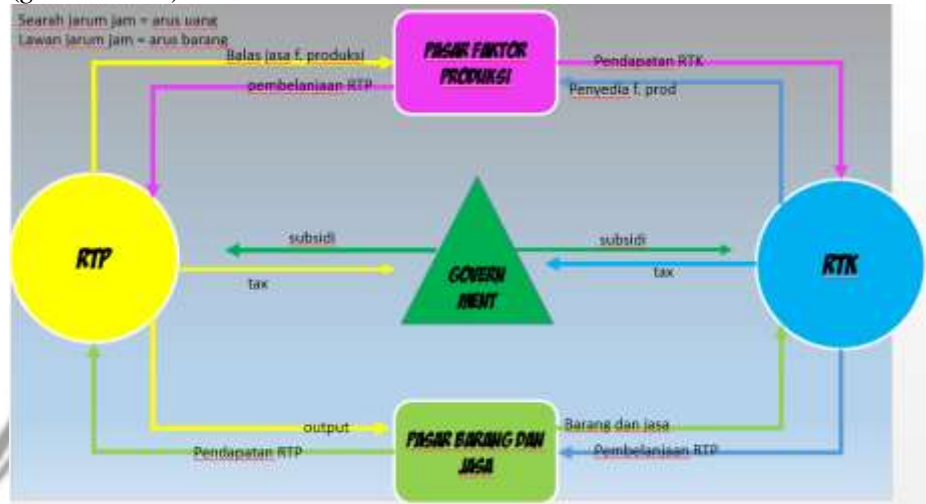 Searah jarum jam = arus uang
Lawan jarum jam = arus barang
Balas jasa f. produksi
pembelanjaan RTP
PASAR FAKTOR
PRODUKSI
Pendapatan RTK
Penyedia f. prod
RTP
subsidi
tax
GOVERN
MENT
subsidi
tax
RTK
output
Pendapatan RTP
PASAR BARANG DAN
JASA
Barang dan jasa
Pembelanjaan RTP